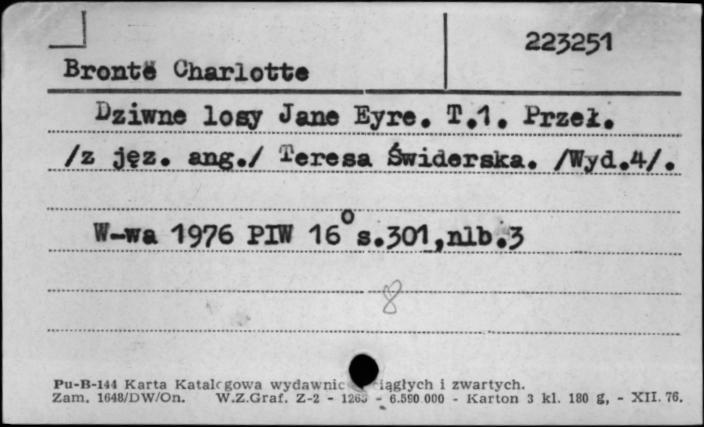 223251
Brontë Charlotte
Dziwne losy Jane Eyre. T.1. Przeł.
/z jęz. ang./ Teresa Świderska. /Wyd.4/.
W-wa 1976 PIW 16° s.301,nlb.3
8
Pu-B-144 Karta Katalogowa wydawnic ciągłych i zwartych.
Zam. 1648/DW/On. W.Z.Graf. Z-2 - 6.590 000 - Karton 3 kl. 180 g, - XII. 76.